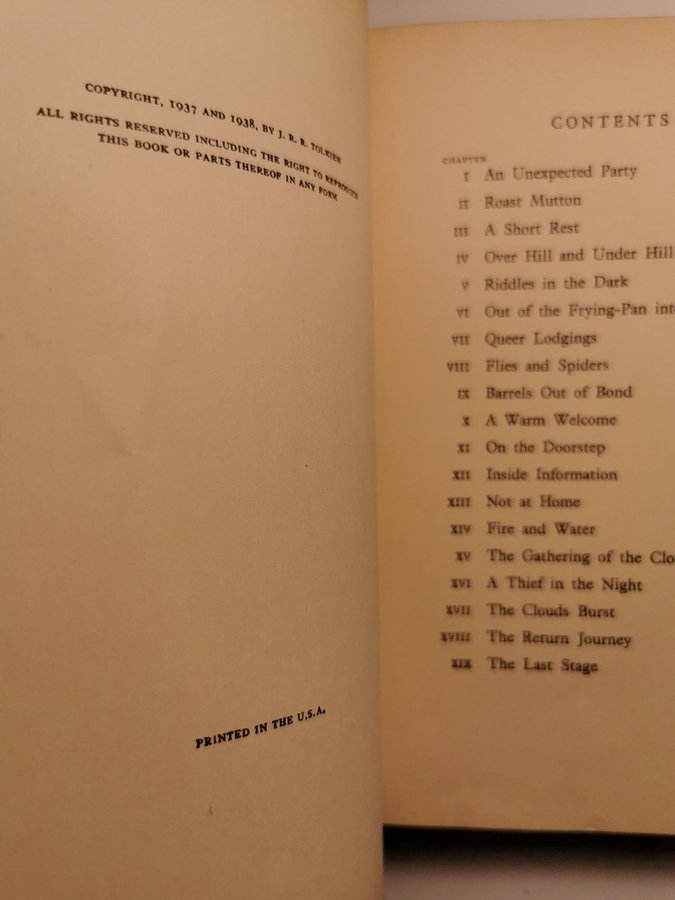 COPYRIGHT, 1937 AND 1938, BY J. R. R. TOLKIEN
ALL RIGHTS RESERVED INCLUDING THE RIGHT TO REPRODUCE
THIS BOOK OR PARTS THEREOF IN ANY FORM
PRINTED IN THE U.S.A.
CONTENTS
CHAPTER
I An Unexpected Party
II Roast Mutton
III A Short Rest
IV Over Hill and Under Hill
V Riddles in the Dark
VI Out of the Frying-Pan int
VII Queer Lodgings
VIII Flies and Spiders
IX Barrels Out of Bond
X A Warm Welcome
XI On the Doorstep
XII Inside Information
XIII Not at Home
XIV Fire and Water
XV The Gathering of the Clo
XVI A Thief in the Night
XVII The Clouds Burst
XVIII The Return Journey
XIX The Last Stage